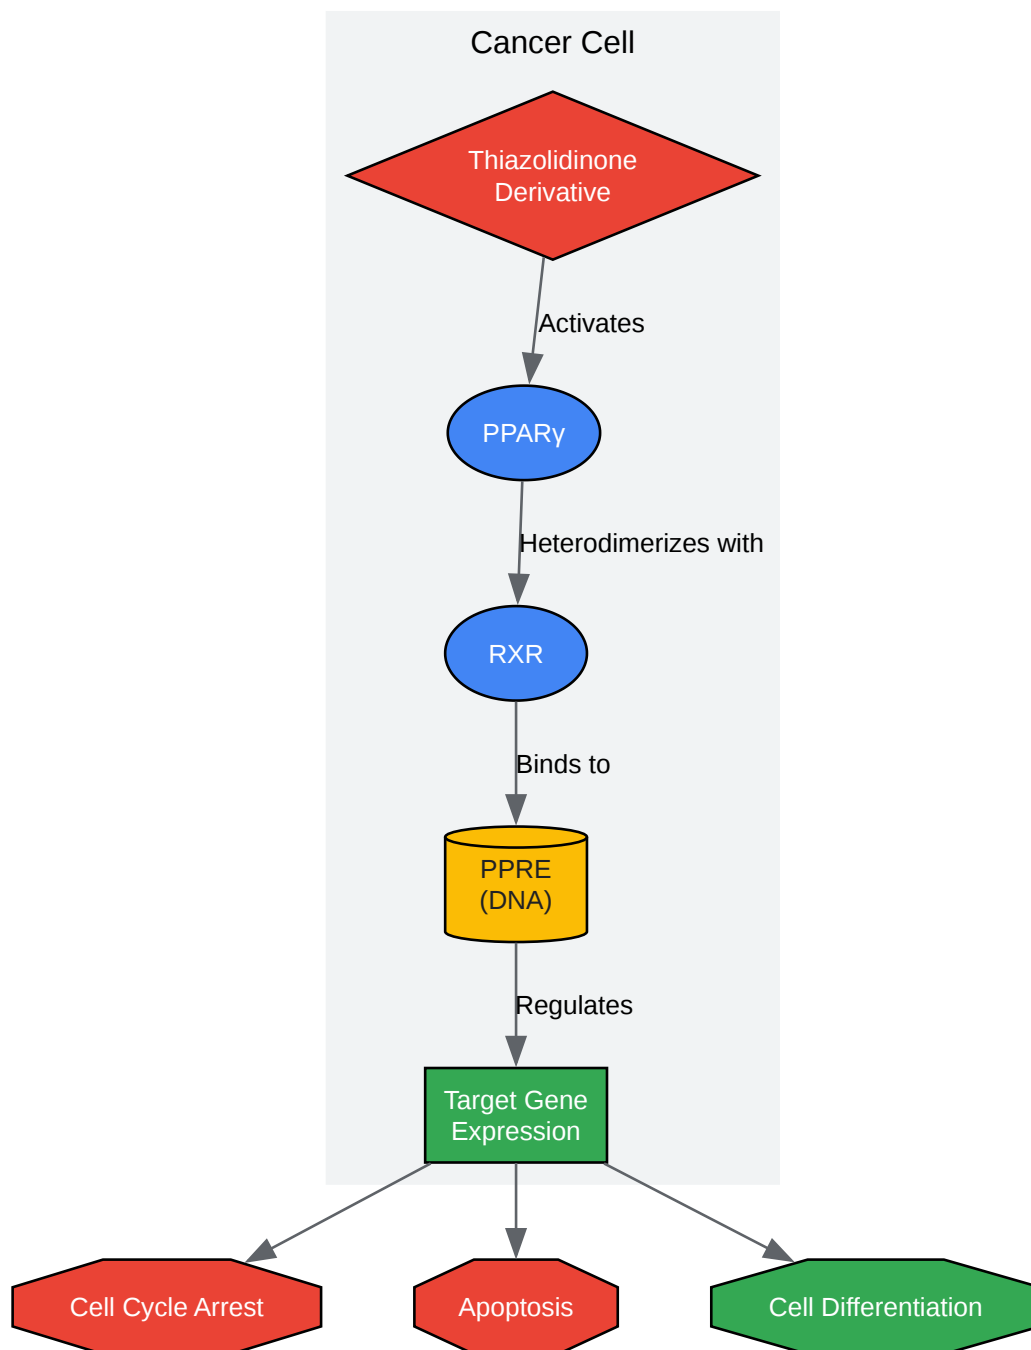 Cancer Cell
Thiazolidinone
Derivative
Activates
PPARγ
Heterodimerizes with
RXR
Binds to
PPRE
(DNA)
Regulates
Target Gene
Expression
Cell Cycle Arrest
Apoptosis
Cell Differentiation